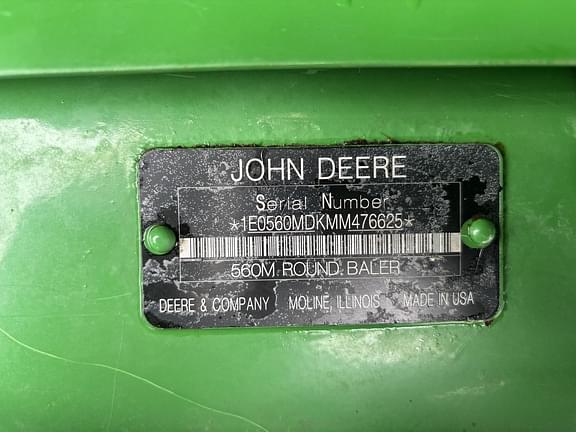 JOHN DEERE
Serial Number
*1E0560MDKMM476625*
560M ROUND BALER
DEERE & COMPANY MOLINE, ILLINOIS MADE IN USA